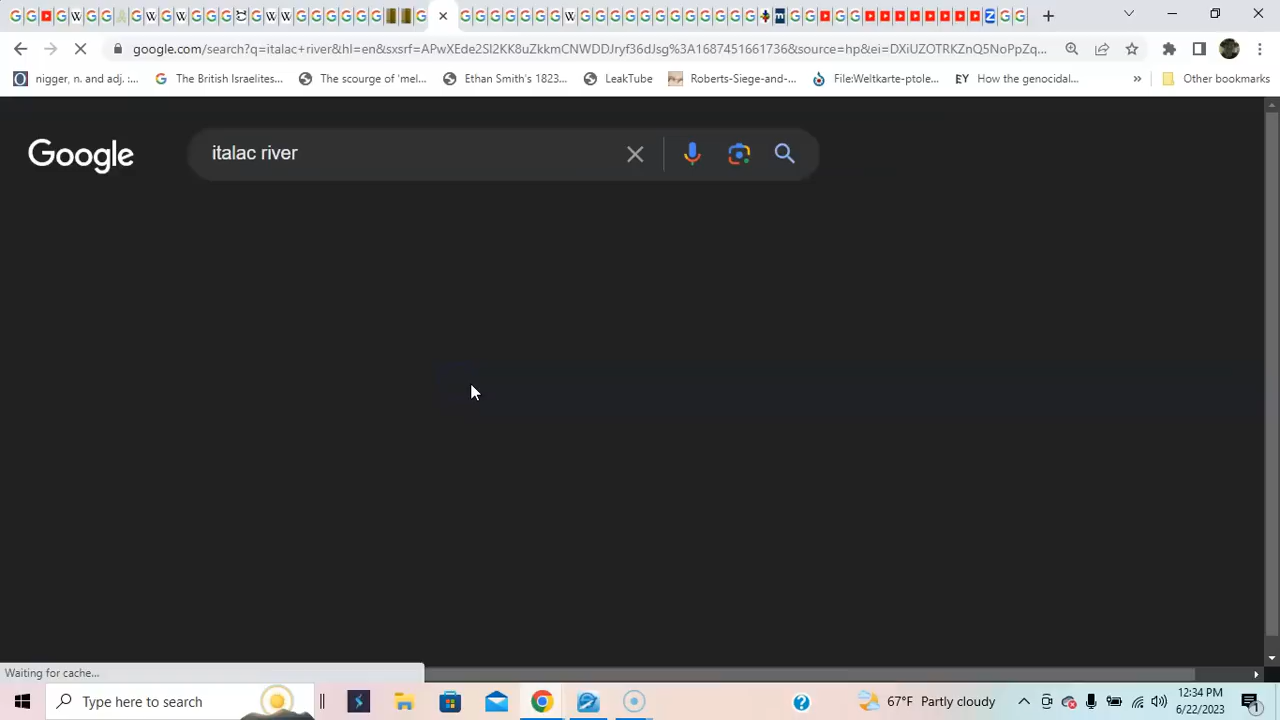 google.com/search?q=italac+river&hl=en&sxsrf=APwXEde2Sl2KK8uZkkmCNWDDJryf36dJsg%3A1687451661736&source=hp&ei=DXiUZOTRKZnQ5NoPpZq...
nigger, n. and adj. :...
The British Israelites...
The scourge of 'mel...
Ethan Smith's 1823...
LeakTube
Roberts-Siege-and-...
File:Weltkarte-ptole...
EY How the genocidal...
» Other bookmarks
Google
italac river
Waiting for cache...
Type here to search
67°F Partly cloudy
12:34 PM
6/22/2023
1